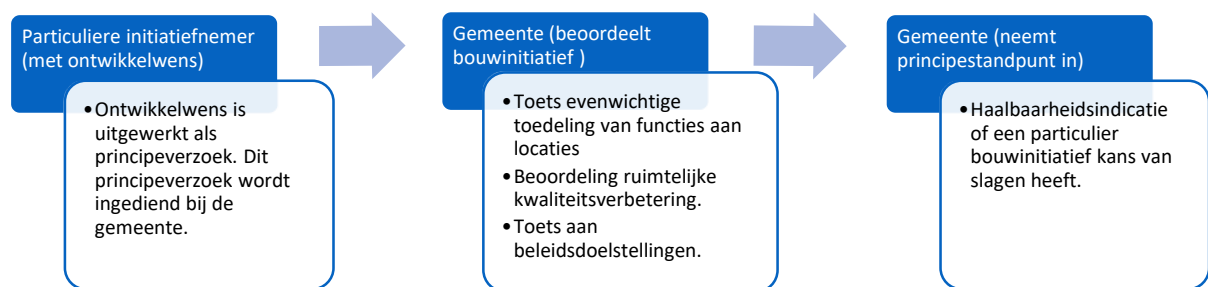 Particuliere initiatiefnemer
(met ontwikkelwens)
•Ontwikkelwens is
uitgewerkt als
principeverzoek. Dit
principeverzoek wordt
ingediend bij de
gemeente.
Gemeente (beoordeelt
bouwinitiatief )
•Toets evenwichtige
toedeling van functies aan
locaties
•Beoordeling ruimtelijke
kwaliteitsverbetering.
•Toets aan
beleidsdoelstellingen.
Gemeente (neemt
principestandpunt in)
•Haalbaarheidsindicatie
of een particulier
bouwinitiatief kans van
slagen heeft.